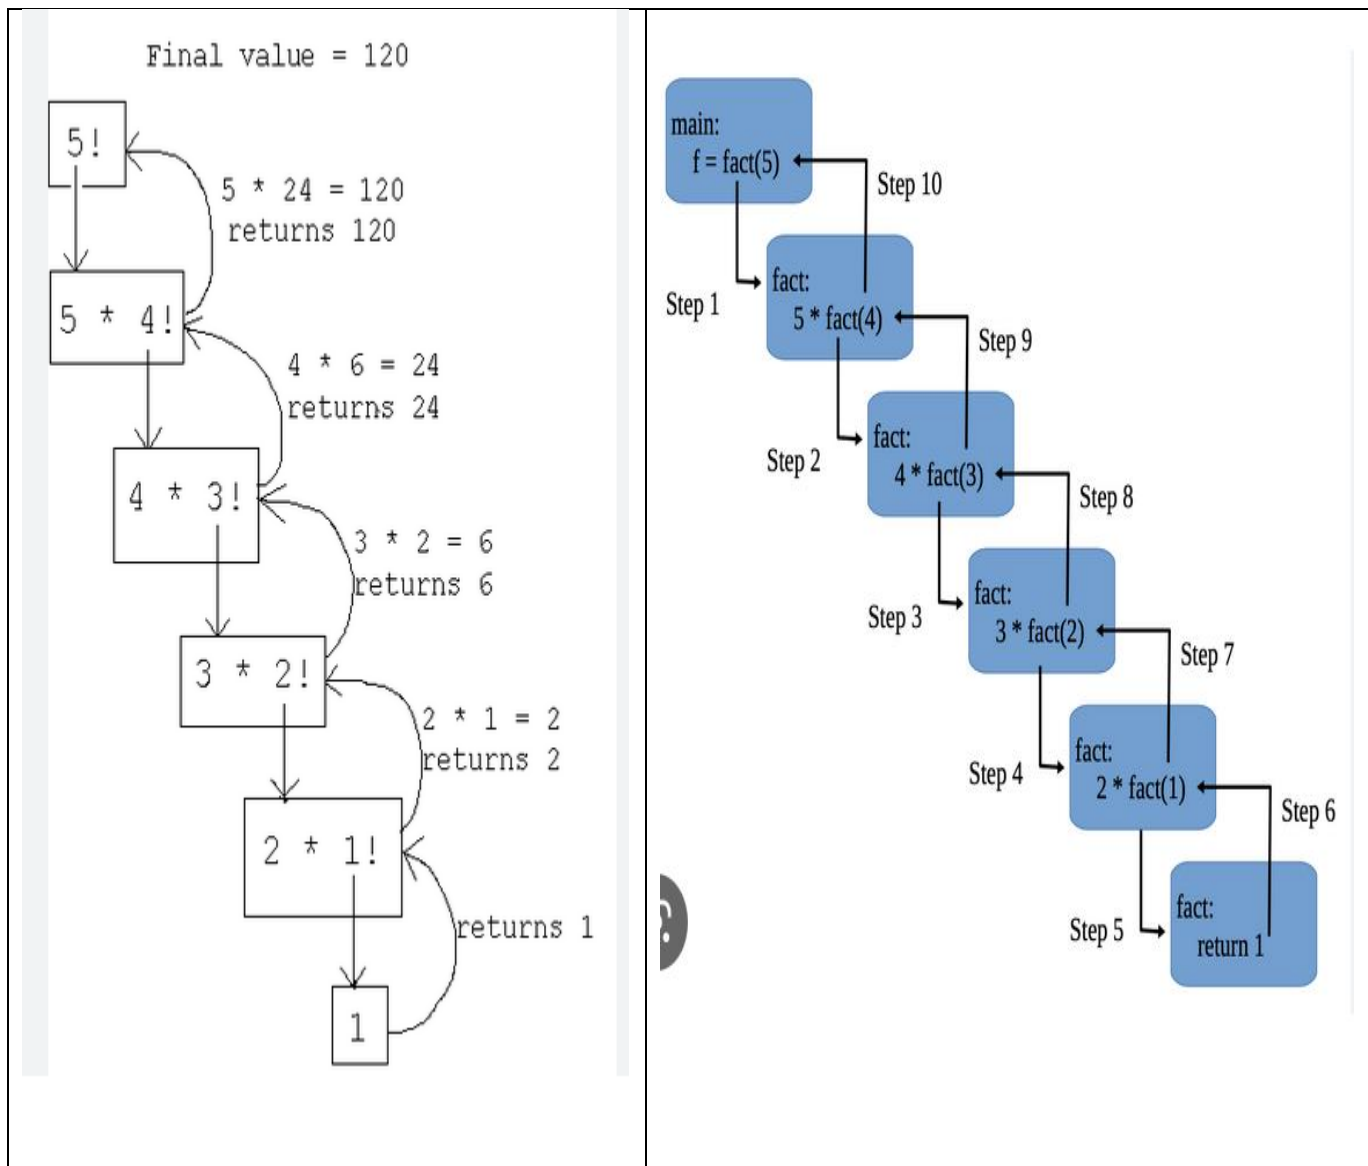 Final value = 120
5!
5 * 24 = 120
returns 120
5 * 4!
4 * 6 = 24
returns 24
4 * 3!
3 * 2 = 6
returns 6
3 * 2!
2 * 1 = 2
returns 2
2 * 1!
returns 1
1
main:
f = fact(5)
Step 10
Step 1
fact:
5 * fact(4)
Step 9
Step 2
fact:
4 * fact(3)
Step 8
Step 3
fact:
3 * fact(2)
Step 7
Step 4
fact:
2 * fact(1)
Step 6
Step 5
fact:
return 1